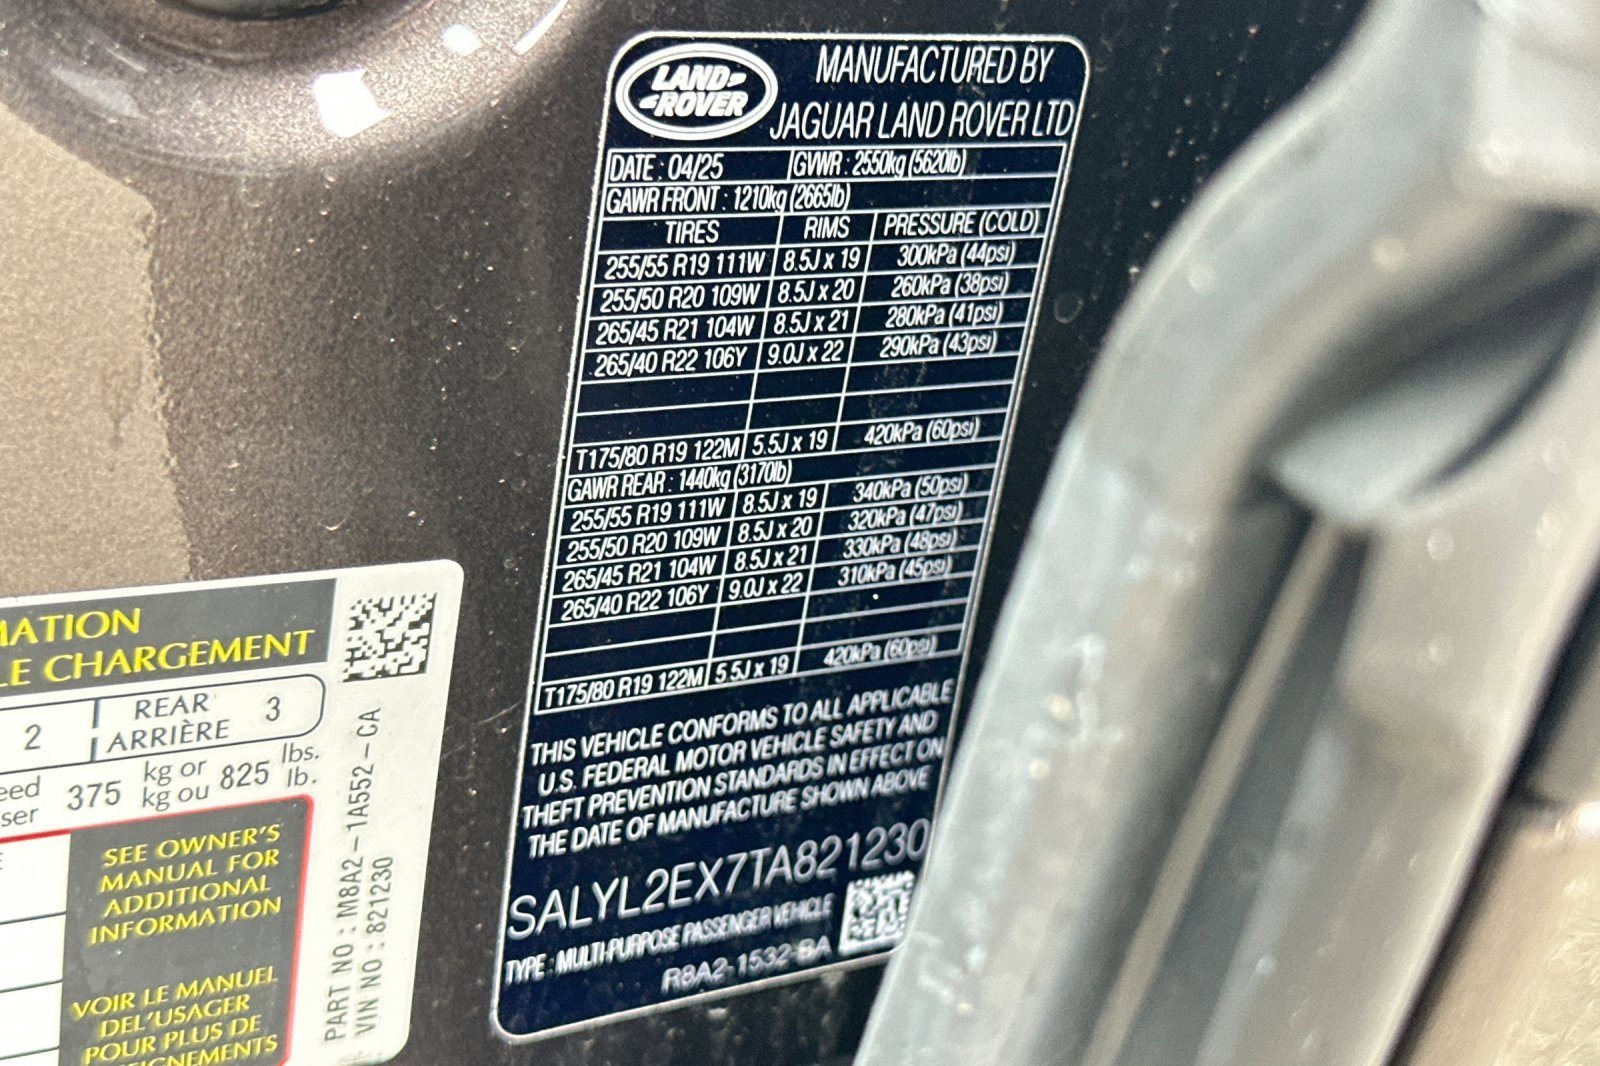 LAND
ROVER
MANUFACTURED BY
JAGUAR LAND ROVER LTD
DATE : 04/25 GVWR : 2550kg (5620lb)
GAWR FRONT : 1210kg (2665lb)
TIRES RIMS PRESSURE (COLD)
255/55 R19 111W 8.5J x 19 300kPa (44psi)
255/50 R20 109W 8.5J x 20 260kPa (38psi)
265/45 R21 104W 8.5J x 21 280kPa (41psi)
265/40 R22 106Y 9.0J x 22 290kPa (43psi)
T175/80 R19 122M 5.5J x 19 420kPa (60psi)
GAWR REAR : 1440kg (3170lb)
255/55 R19 111W 8.5J x 19 340kPa (50psi)
255/50 R20 109W 8.5J x 20 320kPa (47psi)
265/45 R21 104W 8.5J x 21 330kPa (48psi)
265/40 R22 106Y 9.0J x 22 310kPa (45psi)
T175/80 R19 122M 5.5J x 19 420kPa (60psi)
THIS VEHICLE CONFORMS TO ALL APPLICABLE
U.S. FEDERAL MOTOR VEHICLE SAFETY AND
THEFT PREVENTION STANDARDS IN EFFECT ON
THE DATE OF MANUFACTURE SHOWN ABOVE
SALYL2EX7TA821230
TYPE : MULTI-PURPOSE PASSENGER VEHICLE
R8A2-1532-BA
MATION
LE CHARGEMENT
2 REAR 3
ARRIÈRE
eed 375 kg or 825 lbs.
ser kg ou lb.
SEE OWNER'S
MANUAL FOR
ADDITIONAL
INFORMATION
VOIR LE MANUEL
DEL'USAGER
POUR PLUS DE
SEIGNEMENTS
PART NO : M8A2-1A552-CA
VIN NO : 821230